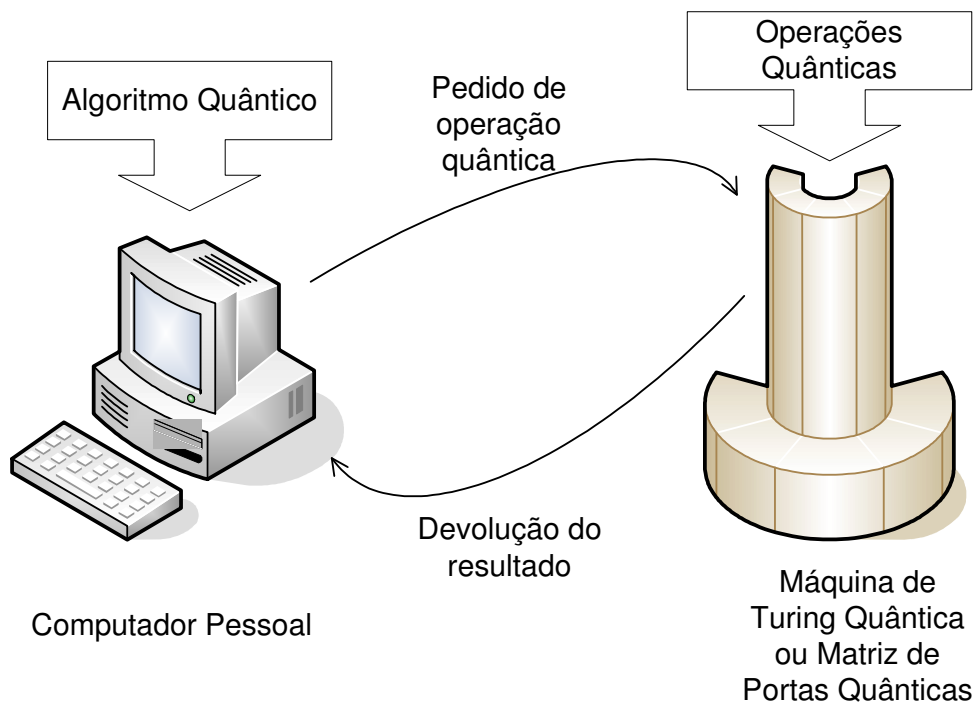 Algoritmo Quântico
Pedido de
operação
quântica
Operações
Quânticas
Devolução do
resultado
Computador Pessoal
Máquina de
Turing Quântica
ou Matriz de
Portas Quânticas